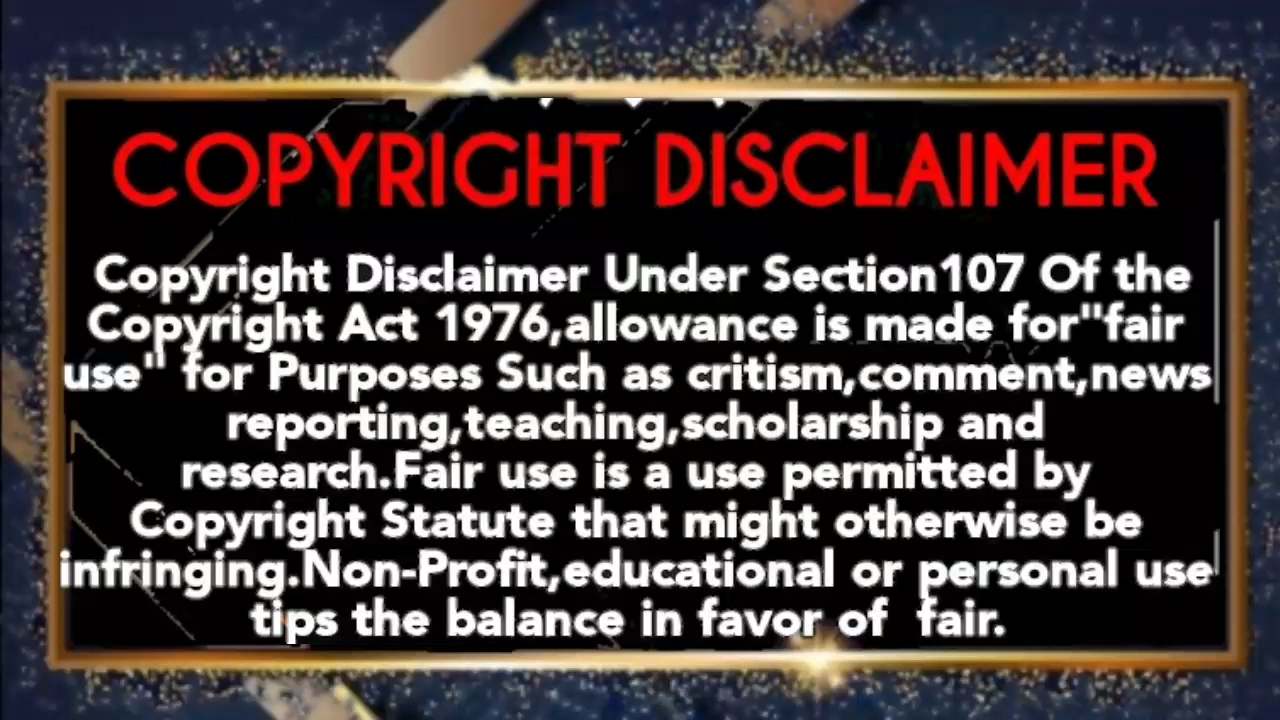 COPYRIGHT DISCLAIMER
Copyright Disclaimer Under Section107 Of the
Copyright Act 1976,allowance is made for"fair
use" for Purposes Such as critism,comment,news
reporting,teaching,scholarship and
research.Fair use is a use permitted by
Copyright Statute that might otherwise be
infringing.Non-Profit,educational or personal use
tips the balance in favor of  fair.